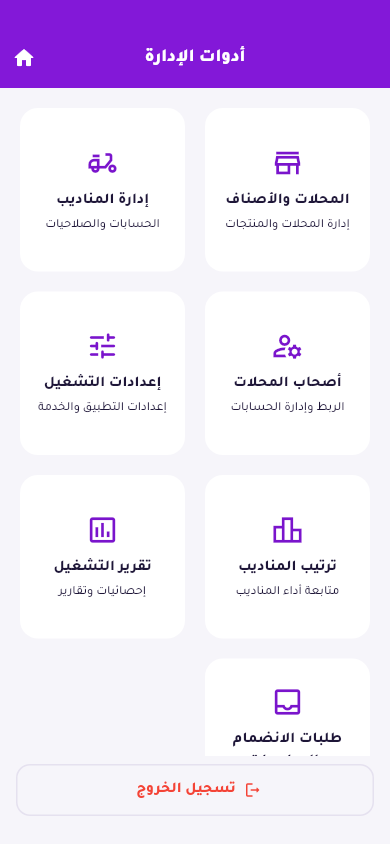 أدوات الإدارة
المحلات والأصناف
إدارة المحلات والمنتجات
إدارة المناديب
الحسابات والصلاحيات
أصحاب المحلات
الربط وإدارة الحسابات
إعدادات التشغيل
إعدادات التطبيق والخدمة
ترتيب المناديب
متابعة أداء المناديب
تقرير التشغيل
إحصائيات وتقارير
طلبات الانضمام
تسجيل الخروج